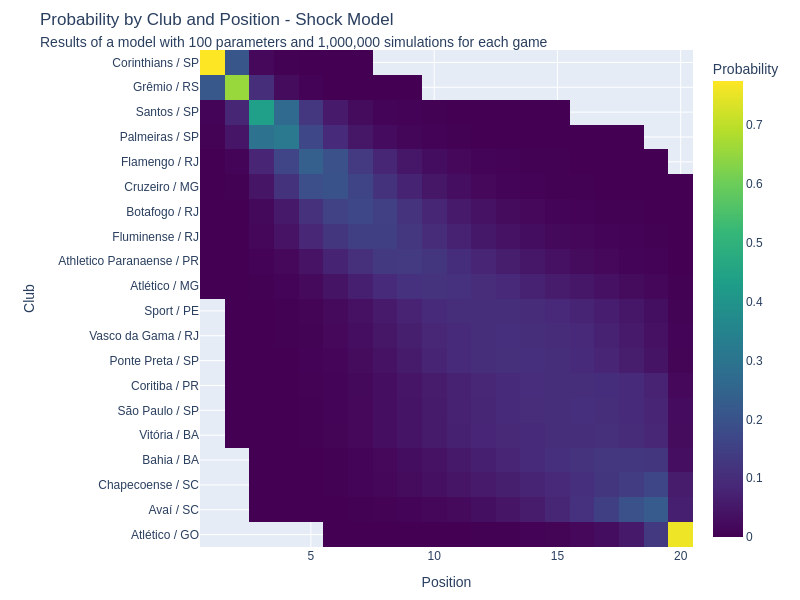 Probability by Club and Position - Shock Model
Results of a model with 100 parameters and 1,000,000 simulations for each game
Probability
0.7
0.6
0.5
0.4
0.3
0.2
0.1
0
Club
Corinthians / SP
Grêmio / RS
Santos / SP
Palmeiras / SP
Flamengo / RJ
Cruzeiro / MG
Botafogo / RJ
Fluminense / RJ
Athletico Paranaense / PR
Atlético / MG
Sport / PE
Vasco da Gama / RJ
Ponte Preta / SP
Coritiba / PR
São Paulo / SP
Vitória / BA
Bahia / BA
Chapecoense / SC
Avaí / SC
Atlético / GO
5 10 15 20
Position